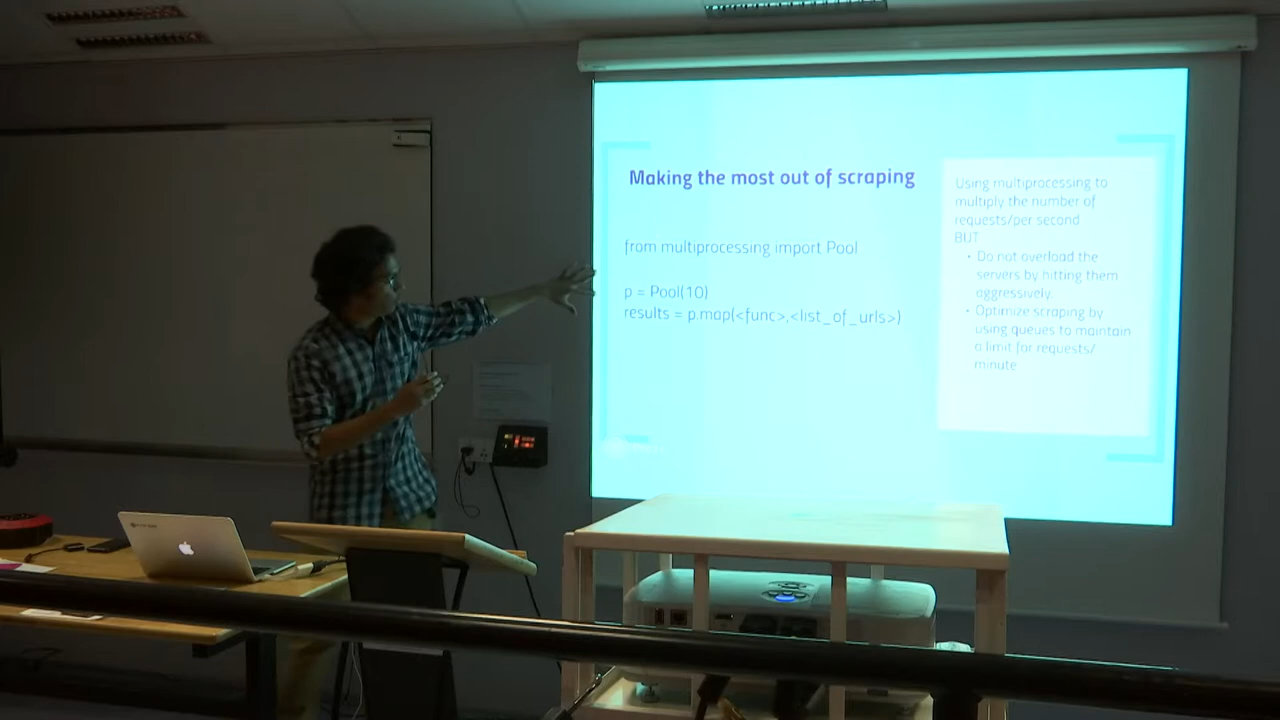 Making the most out of scraping
from multiprocessing import Pool
p = Pool(10)
results = p.map(<func>,<list_of_urls>)
Using multiprocessing to
multiply the number of
requests/per second
BUT
• Do not overload the
servers by hitting them
aggressively.
• Optimize scraping by
using queues to maintain
a limit for requests/
minute